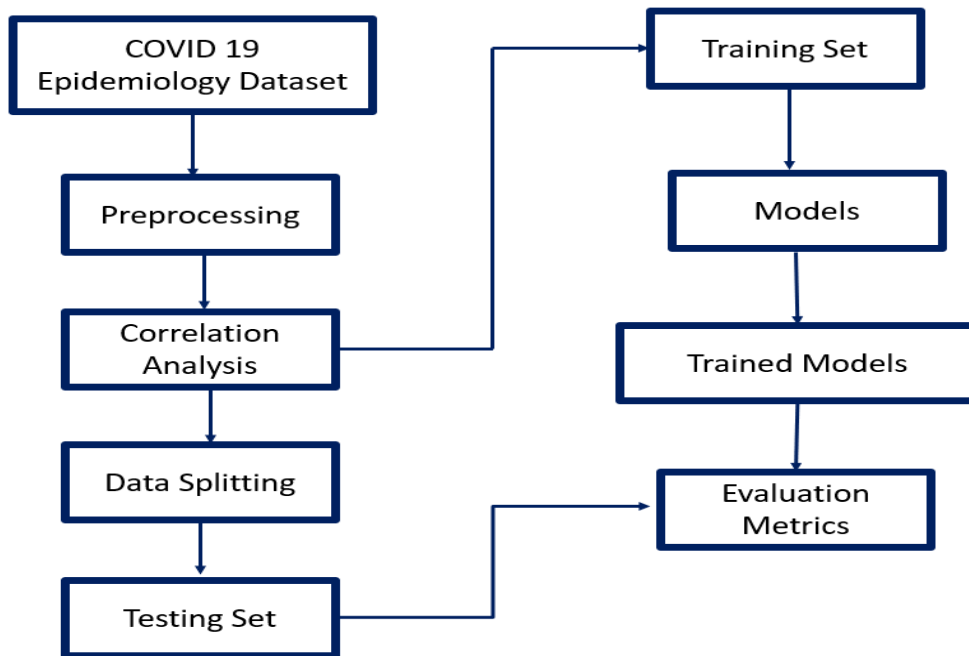 COVID 19
Epidemiology Dataset
Preprocessing
Correlation
Analysis
Data Splitting
Testing Set
Training Set
Models
Trained Models
Evaluation
Metrics